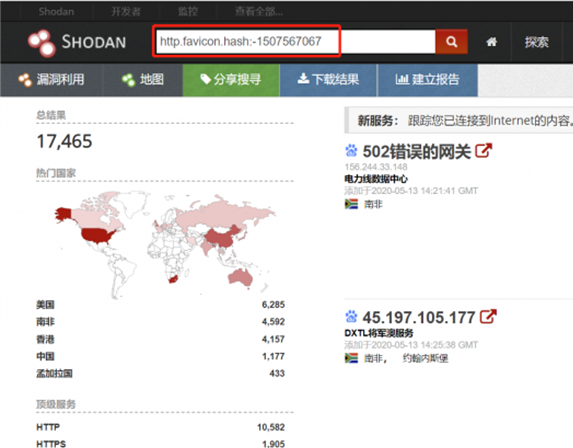 Shodan 开发者 监控 查看全部...
SHODAN http.favicon.hash:-1507567067 探索
漏洞利用 地图 分享搜寻 下载结果 建立报告
总结果
17,465
热门国家
美国 6,285
南非 4,592
香港 4,157
中国 1,177
孟加拉国 433
顶级服务
HTTP 10,582
HTTPS 1,905
新服务： 跟踪您已连接到Internet的内容。
502错误的网关
156.244.33.148
电力线数据中心
添加于2020-05-13 14:21:41 GMT
南非
45.197.105.177
DXTL将军澳服务
添加于2020-05-13 14:25:38 GMT
南非， 约翰内斯堡